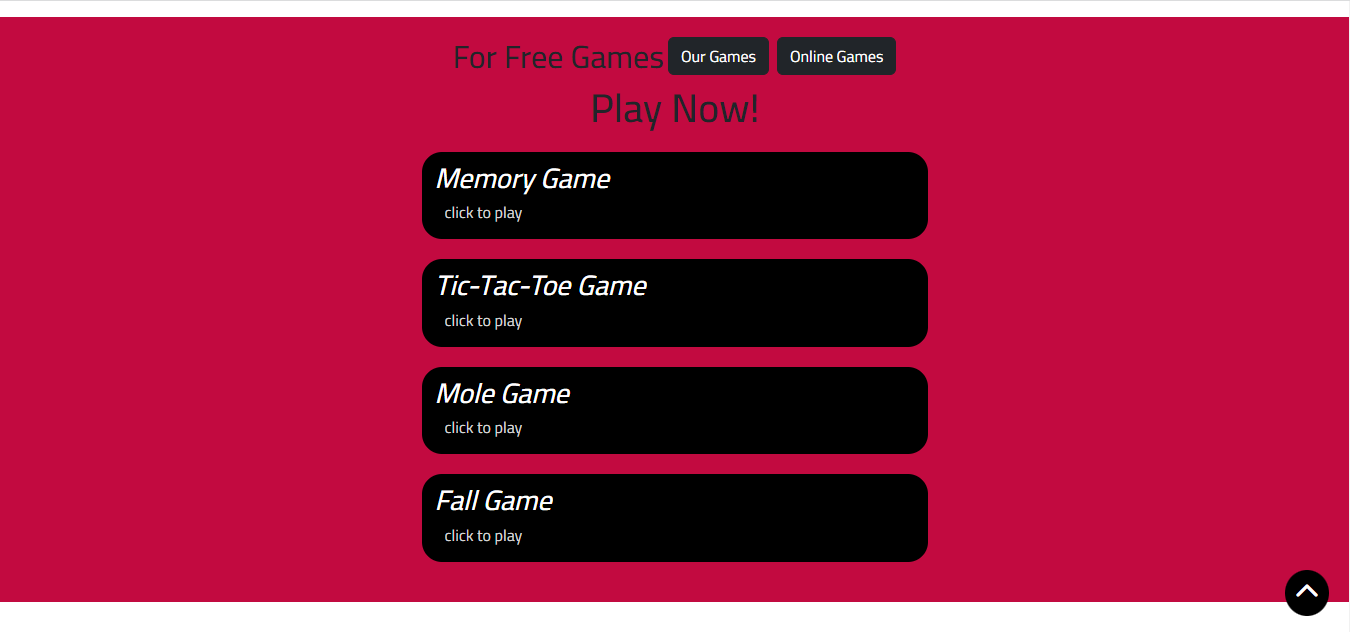 For Free Games Our Games Online Games
Play Now!
Memory Game
click to play
Tic-Tac-Toe Game
click to play
Mole Game
click to play
Fall Game
click to play